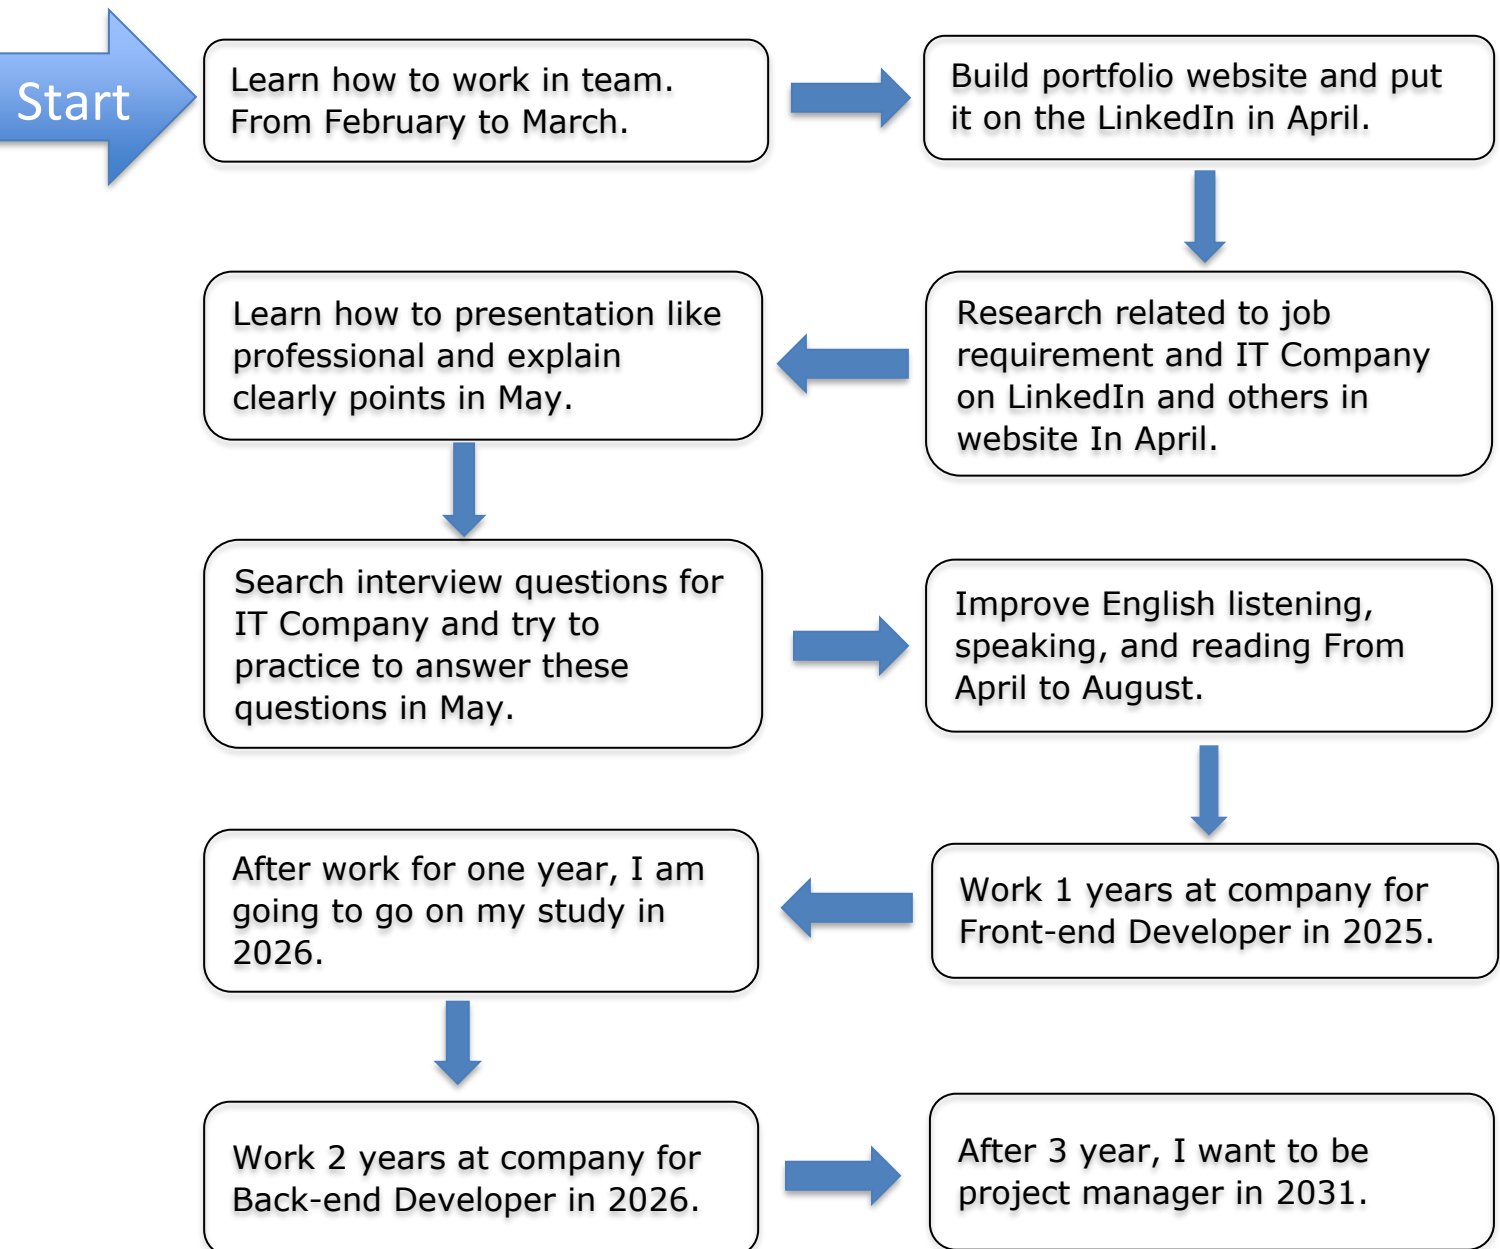 Start
Learn how to work in team.
From February to March.
Build portfolio website and put
it on the LinkedIn in April.
Research related to job
requirement and IT Company
on LinkedIn and others in
website In April.
Learn how to presentation like
professional and explain
clearly points in May.
Search interview questions for
IT Company and try to
practice to answer these
questions in May.
Improve English listening,
speaking, and reading From
April to August.
Work 1 years at company for
Front-end Developer in 2025.
After work for one year, I am
going to go on my study in
2026.
Work 2 years at company for
Back-end Developer in 2026.
After 3 year, I want to be
project manager in 2031.